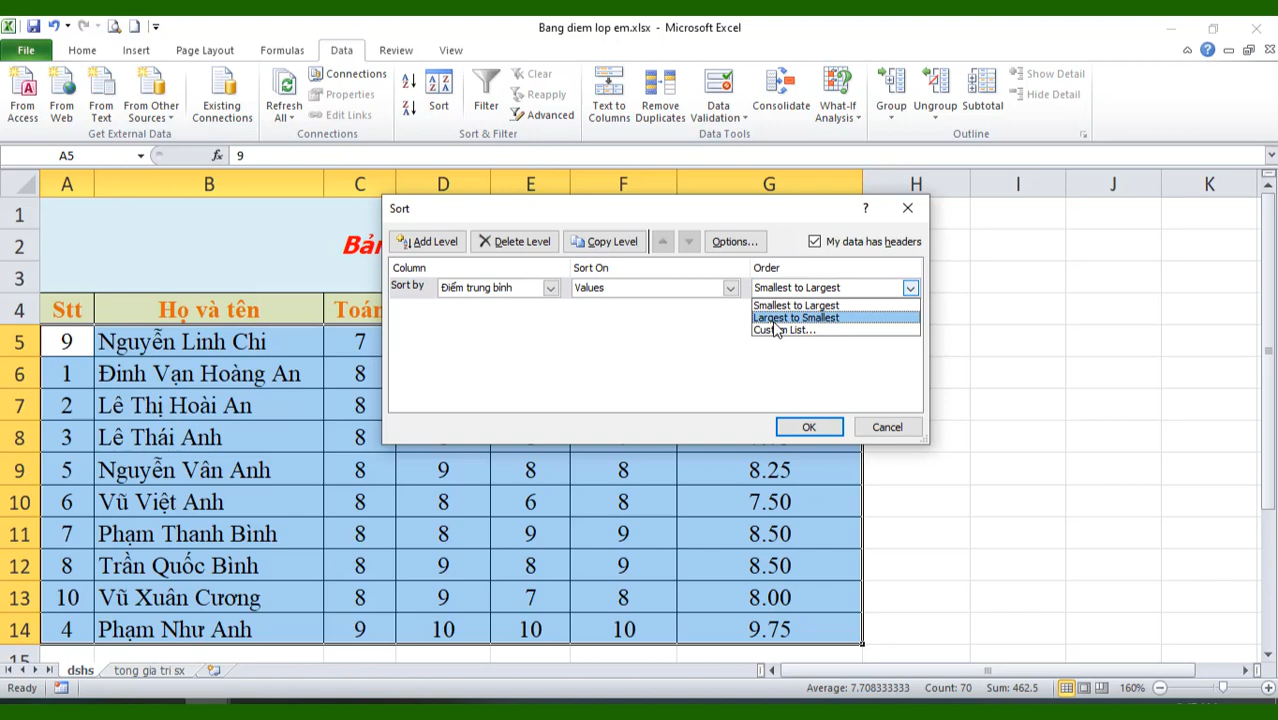 Bang diem lop em.xlsx - Microsoft Excel
File Home Insert Page Layout Formulas Data Review View
From Access From Web From Text From Other Sources Existing Connections Refresh All Connections Properties Edit Links Sort Filter Clear Reapply Advanced Text to Columns Remove Duplicates Data Validation Consolidate What-If Analysis Group Ungroup Subtotal Show Detail Hide Detail
Get External Data Connections Sort & Filter Data Tools Outline
A5 fx 9
A B C D E F G H I J K
1
2
3
4 Stt Họ và tên Toán
5 9 Nguyễn Linh Chi 7
6 1 Đinh Vạn Hoàng An 8
7 2 Lê Thị Hoài An 8
8 3 Lê Thái Anh 8
9 5 Nguyễn Vân Anh 8 9 8 8 8.25
10 6 Vũ Việt Anh 8 8 6 8 7.50
11 7 Phạm Thanh Bình 8 8 9 9 8.50
12 8 Trần Quốc Bình 8 9 8 9 8.50
13 10 Vũ Xuân Cương 8 9 7 8 8.00
14 4 Phạm Như Anh 9 10 10 10 9.75
15
Sort
Add Level Delete Level Copy Level Options... My data has headers
Column Sort On Order
Sort by Điểm trung bình Values Smallest to Largest
Smallest to Largest
Largest to Smallest
Custom List...
OK Cancel
dshs tong gia tri sx
Ready Average: 7.708333333 Count: 70 Sum: 462.5 160%